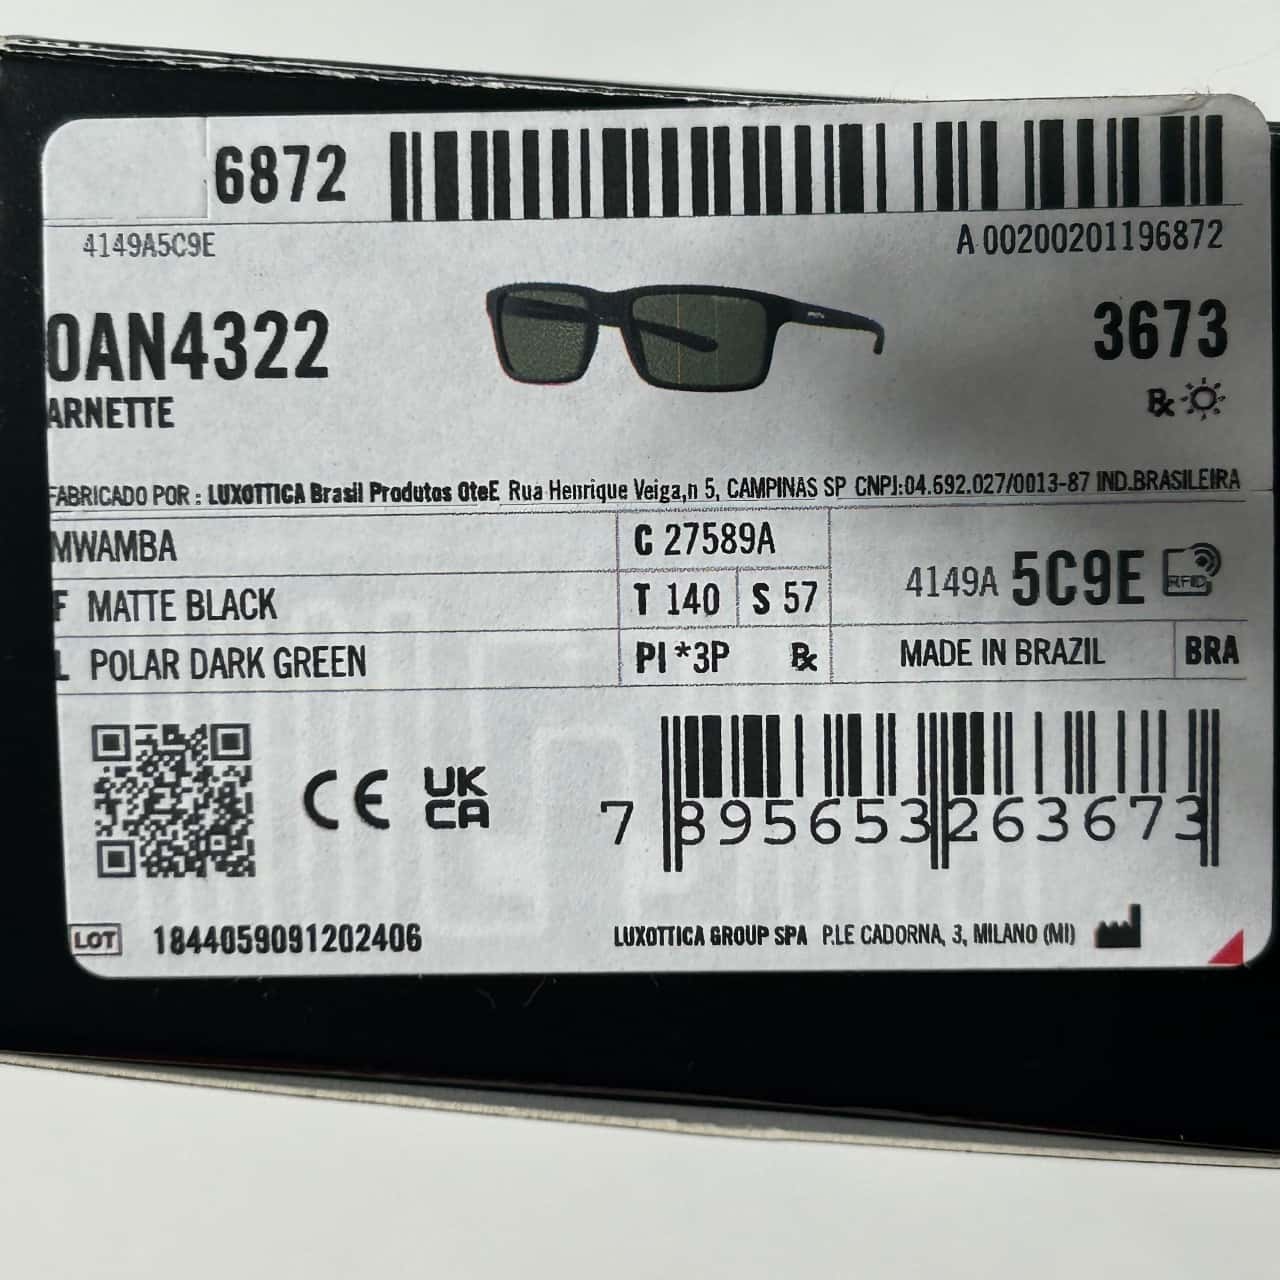 6872
A 00200201196872
4149A5C9E
0AN4322
3673
ARNETTE
Rx
FABRICADO POR : LUXOTTICA Brasil Produtos OteE Rua Henrique Veiga,n 5, CAMPINAS SP CNPJ:04.692.027/0013-87 IND.BRASILEIRA
MWAMBA
C 27589A
4149A 5C9E
RFID
F MATTE BLACK
T 140
S 57
L POLAR DARK GREEN
PI *3P
Rx
MADE IN BRAZIL
BRA
CE
UK
CA
7 895653 263673
LOT
1844059091202406
LUXOTTICA GROUP SPA P.LE CADORNA, 3, MILANO (MI)